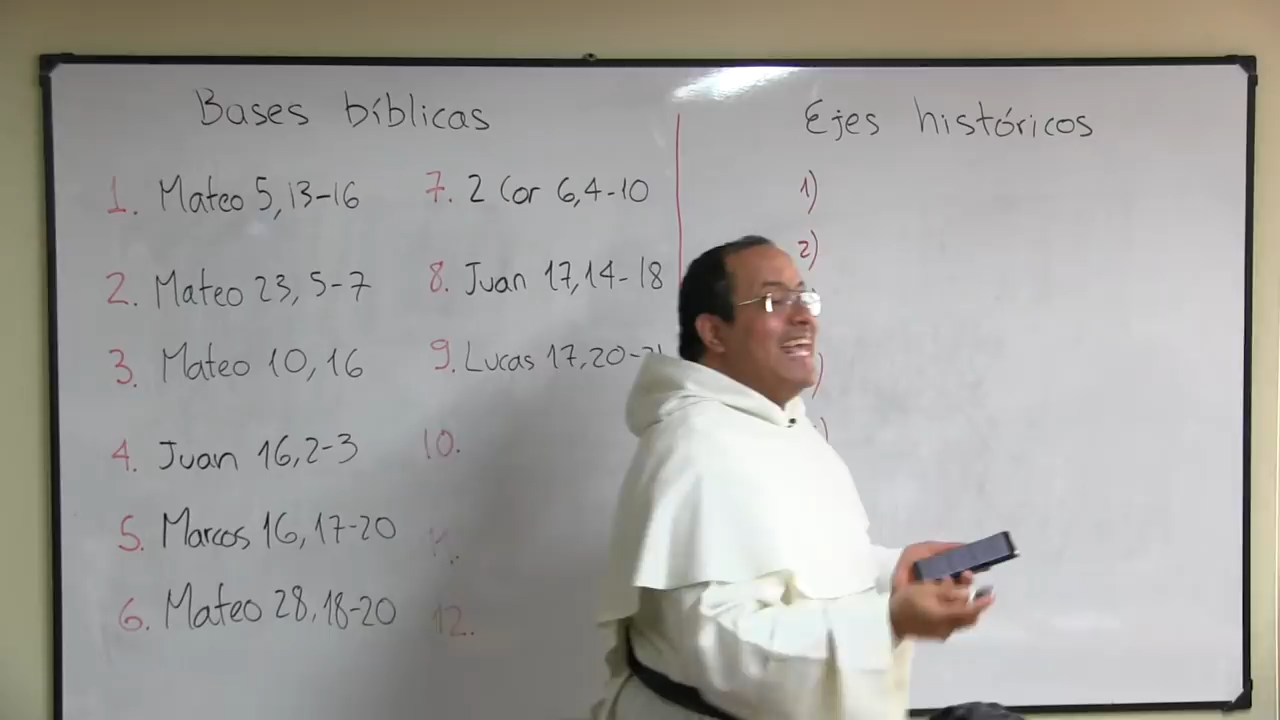 Bases bíblicas
1. Mateo 5,13-16
2. Mateo 23,5-7
3. Mateo 10,16
4. Juan 16,2-3
5. Marcos 16,17-20
6. Mateo 28,18-20
7. 2 Cor 6,4-10
8. Juan 17,14-18
9. Lucas 17,20-21
10.
12.
Ejes históricos
1)
2)
)
)